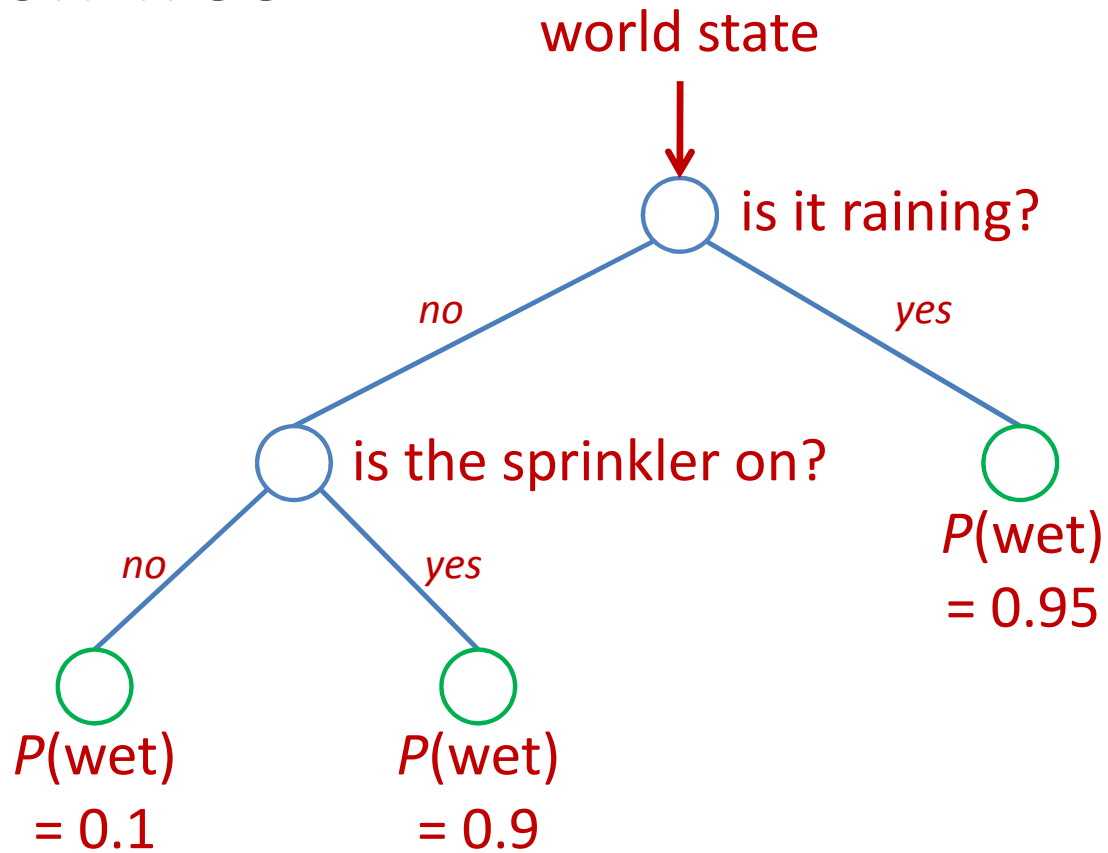 world state
is it raining?
no
yes
is the sprinkler on?
no
yes
P(wet)
= 0.95
P(wet)
= 0.1
P(wet)
= 0.9